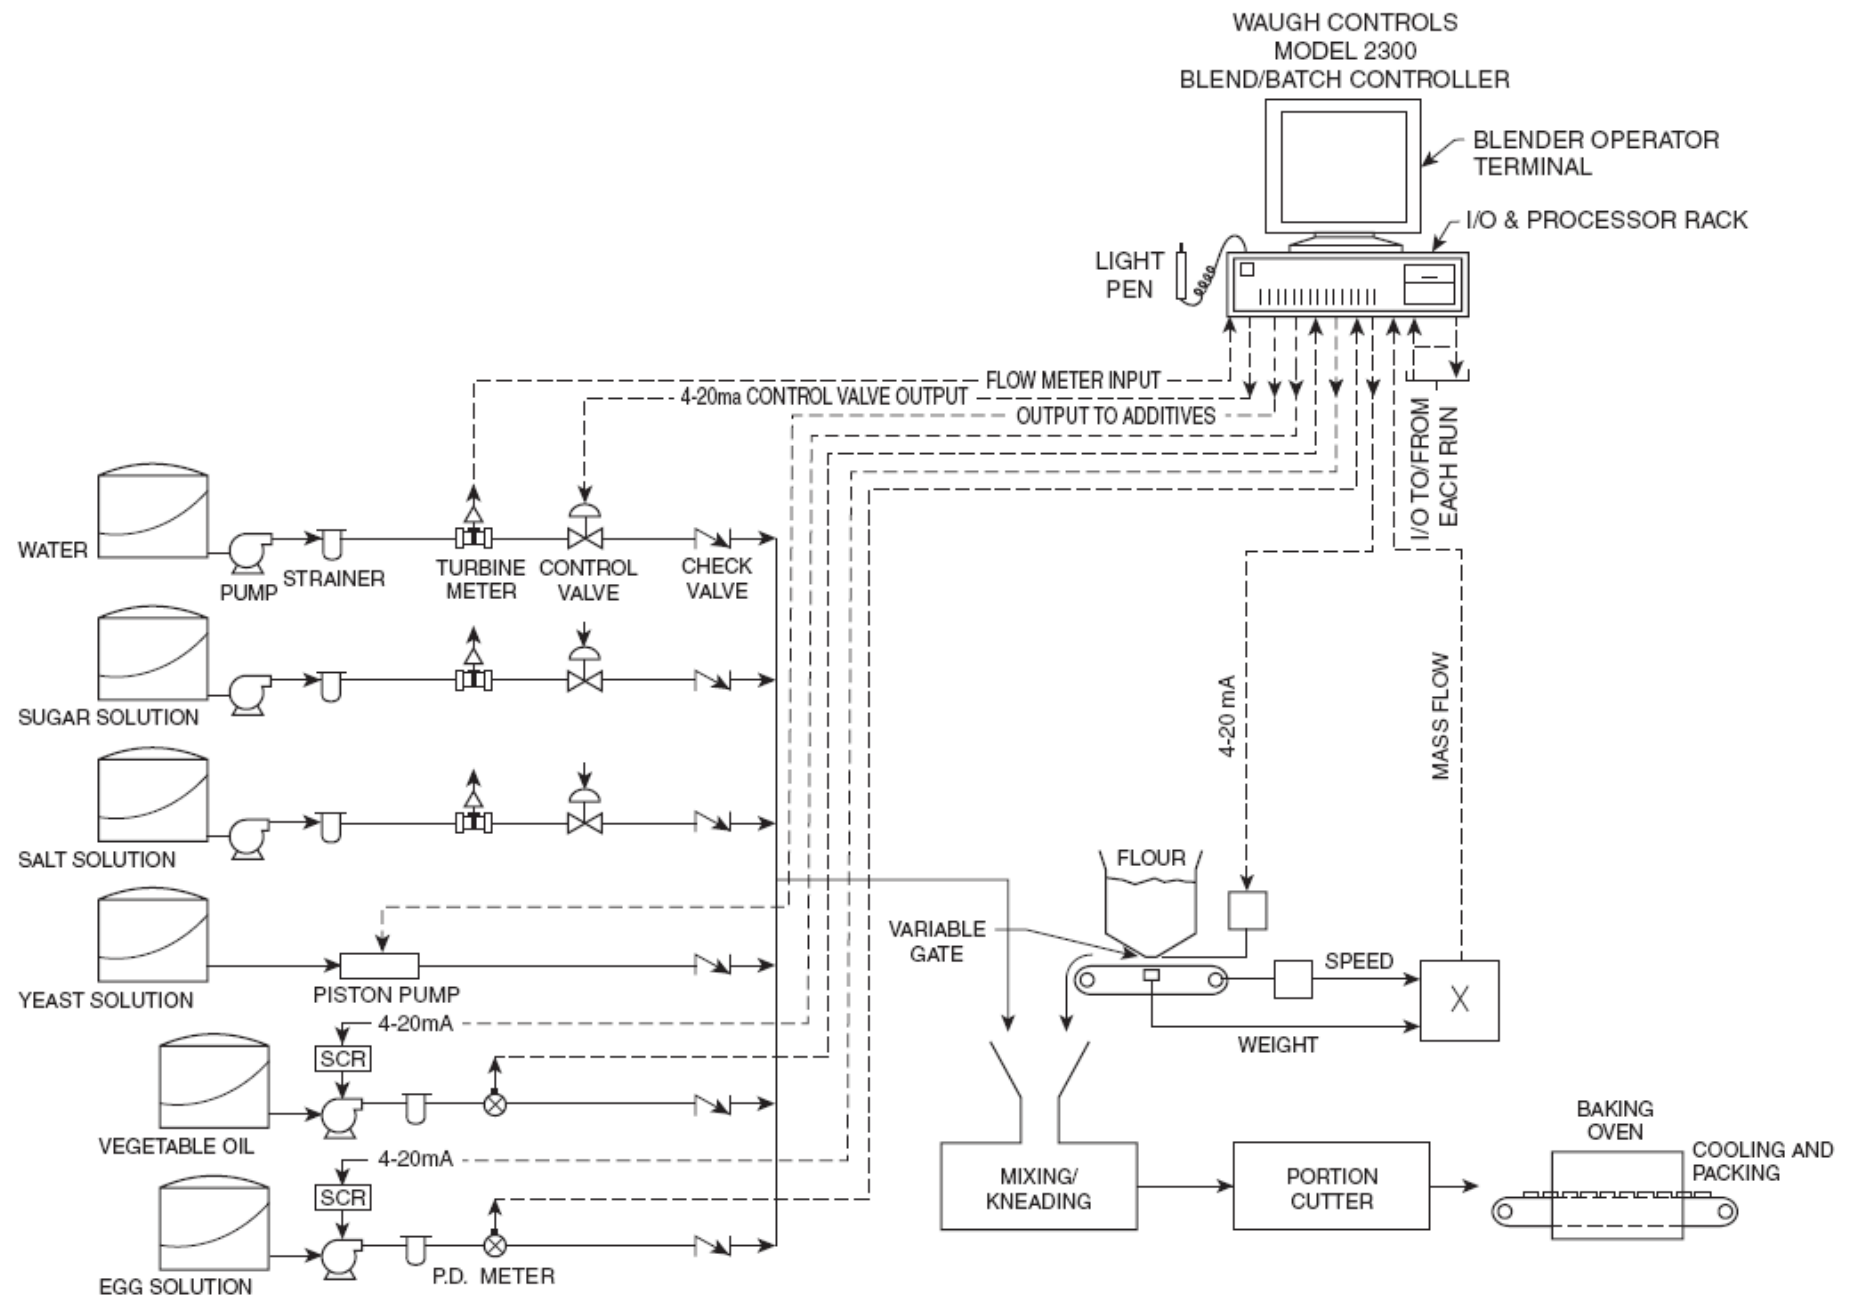 WAUGH CONTROLS
MODEL 2300
BLEND/BATCH CONTROLLER
BLENDER OPERATOR
TERMINAL
I/O & PROCESSOR RACK
LIGHT
PEN
FLOW METER INPUT
4-20ma CONTROL VALVE OUTPUT
OUTPUT TO ADDITIVES
I/O TO/FROM
EACH RUN
WATER
PUMP
STRAINER
TURBINE
METER
CONTROL
VALVE
CHECK
VALVE
SUGAR SOLUTION
4-20 mA
MASS FLOW
SALT SOLUTION
FLOUR
VARIABLE
GATE
YEAST SOLUTION
PISTON PUMP
SPEED
X
WEIGHT
4-20mA
SCR
VEGETABLE OIL
4-20mA
SCR
EGG SOLUTION
P.D. METER
MIXING/
KNEADING
PORTION
CUTTER
BAKING
OVEN
COOLING AND
PACKING